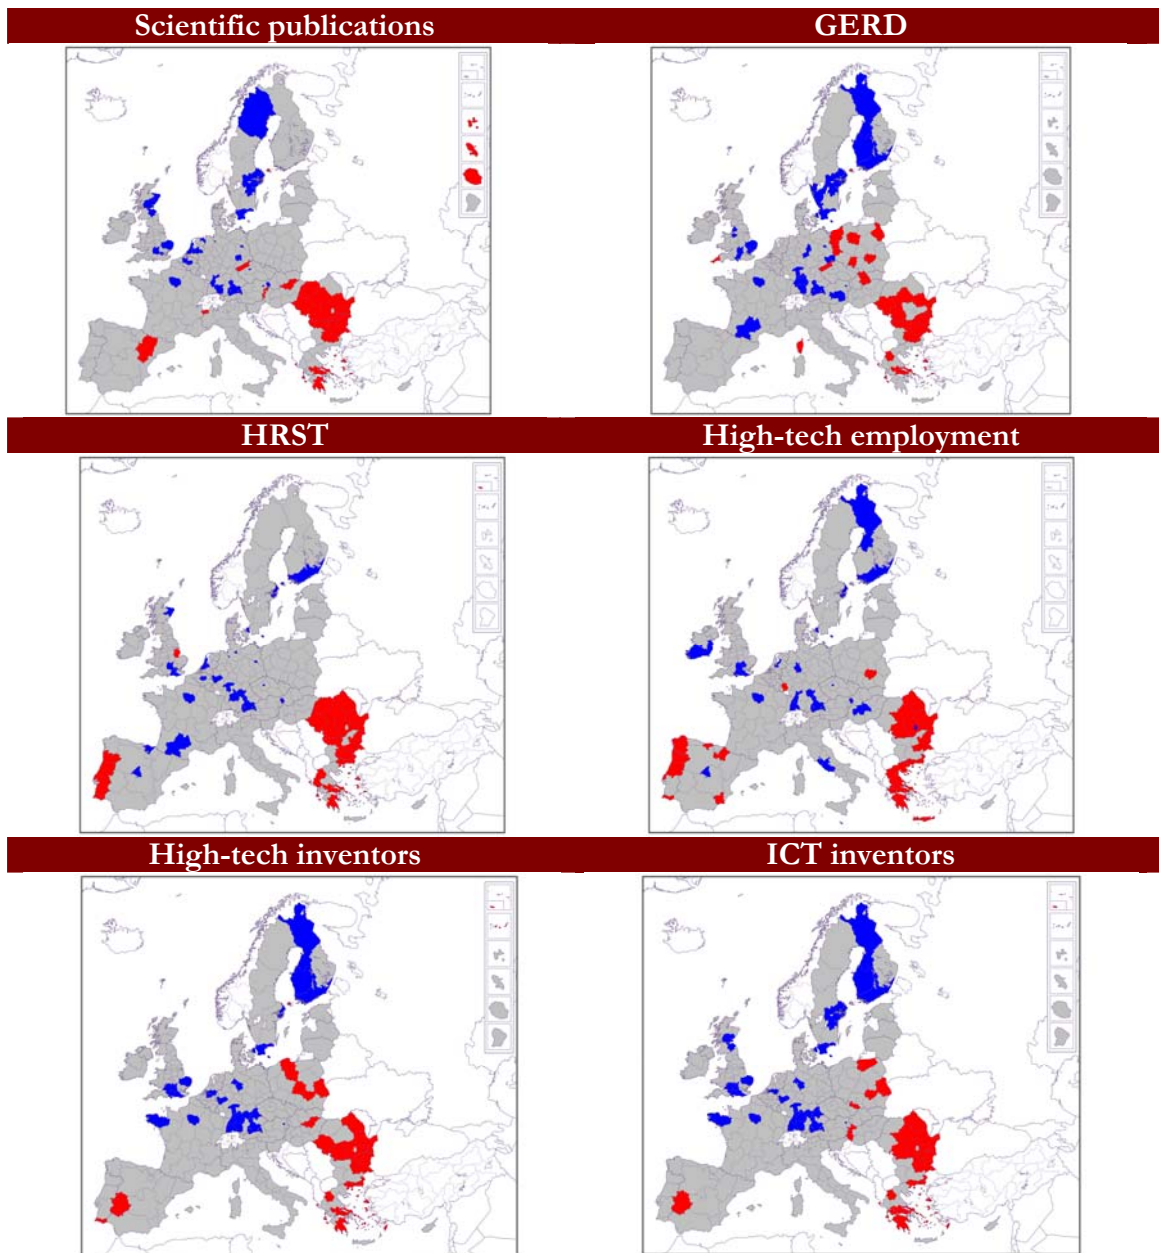 Scientific publications
GERD
HRST
High-tech employment
High-tech inventors
ICT inventors